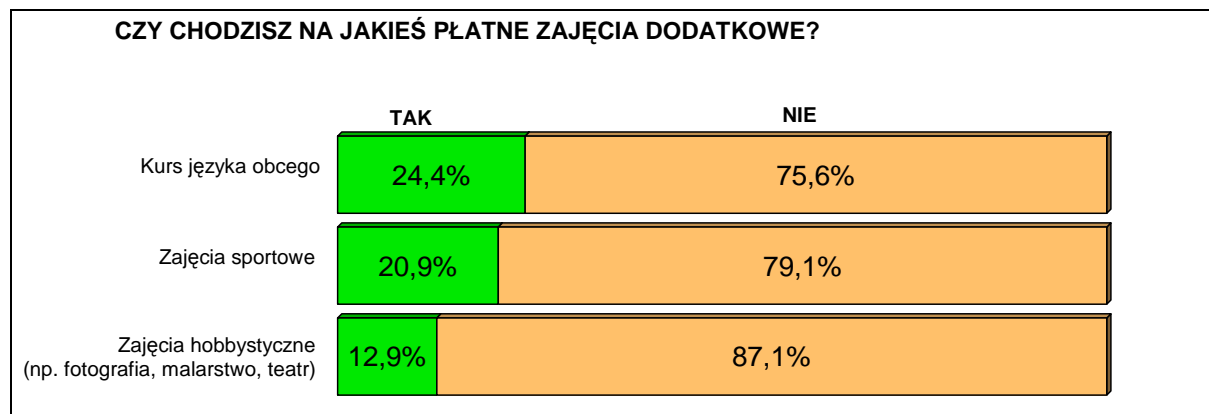 CZY CHODZISZ NA JAKIEŚ PŁATNE ZAJĘCIA DODATKOWE?
TAK NIE
Kurs języka obcego 24,4% 75,6%
Zajęcia sportowe 20,9% 79,1%
Zajęcia hobbystyczne
(np. fotografia, malarstwo, teatr) 12,9% 87,1%